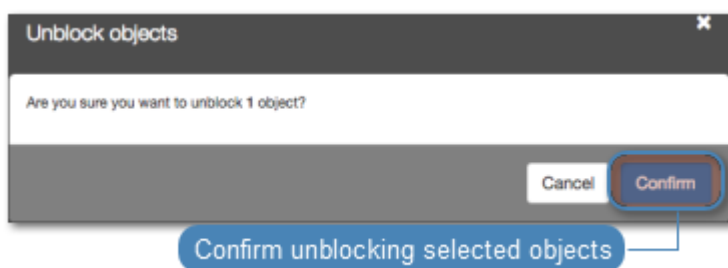 Unblock objects
Are you sure you want to unblock 1 object?
Cancel Confirm
Confirm unblocking selected objects